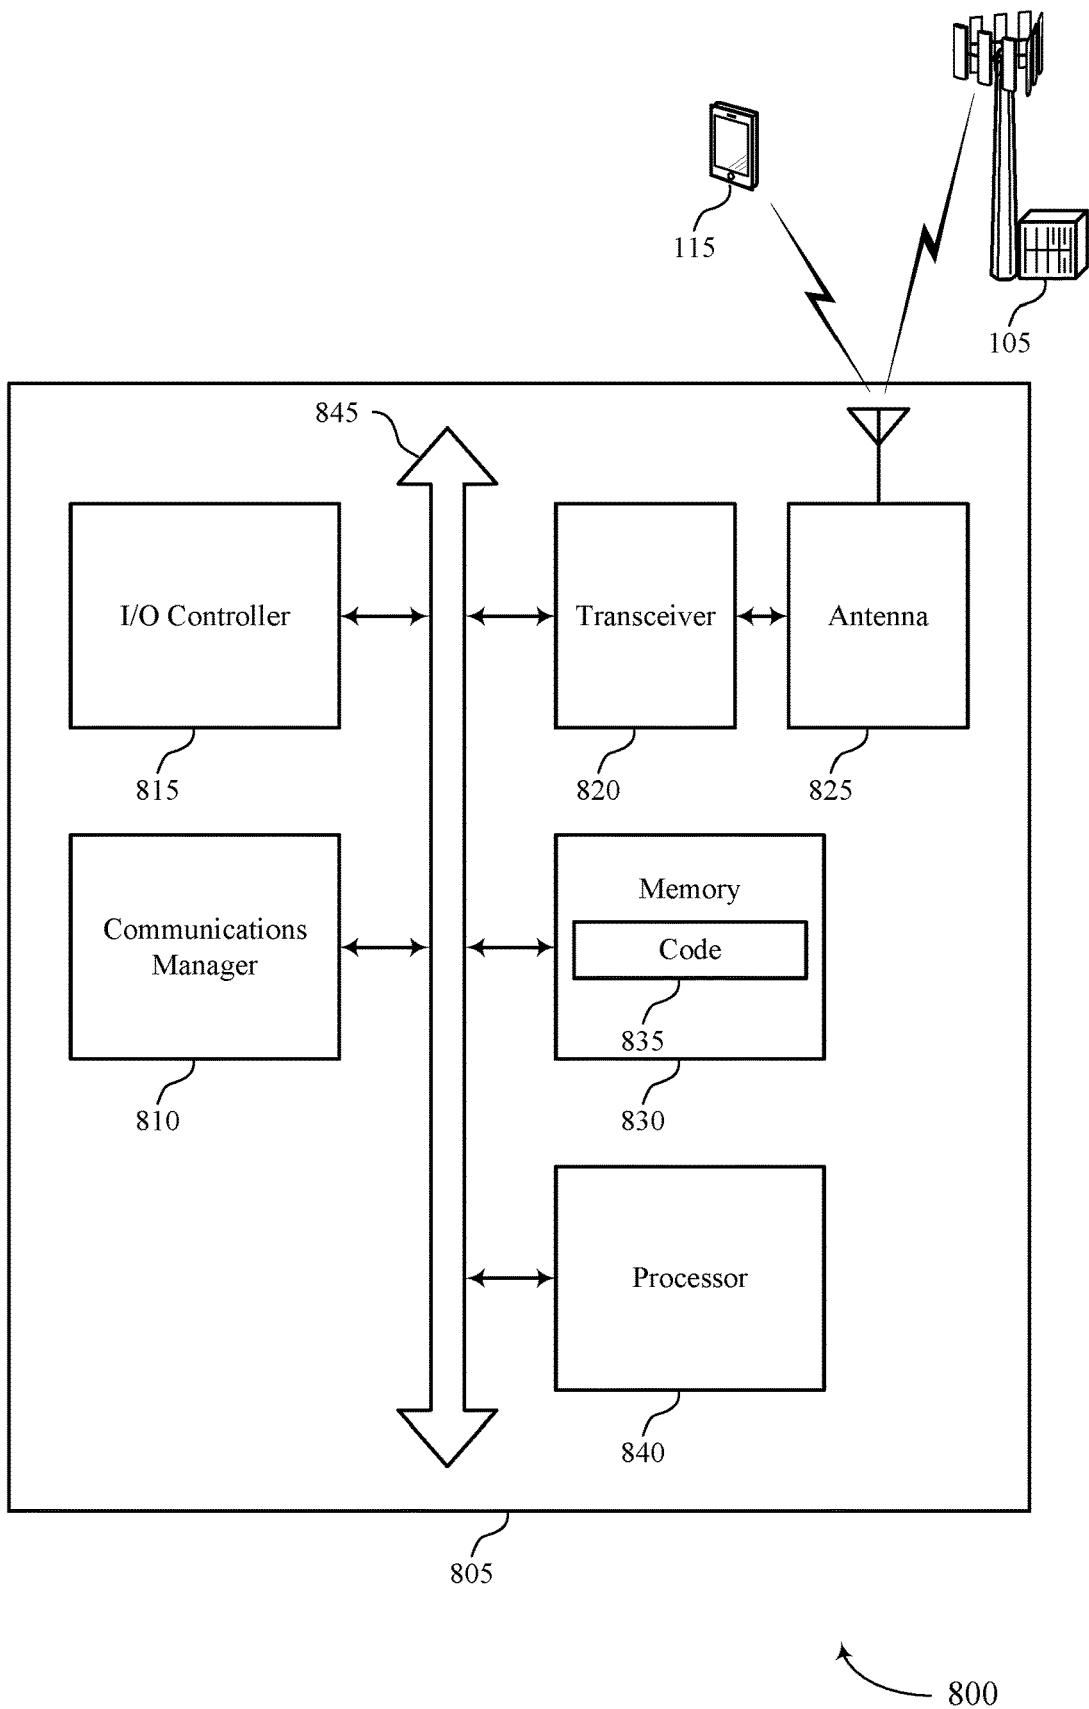 115
105
845
I/O Controller
Transceiver
Antenna
815
820
825
Communications
Manager
Memory
Code
835
810
830
Processor
840
805
800